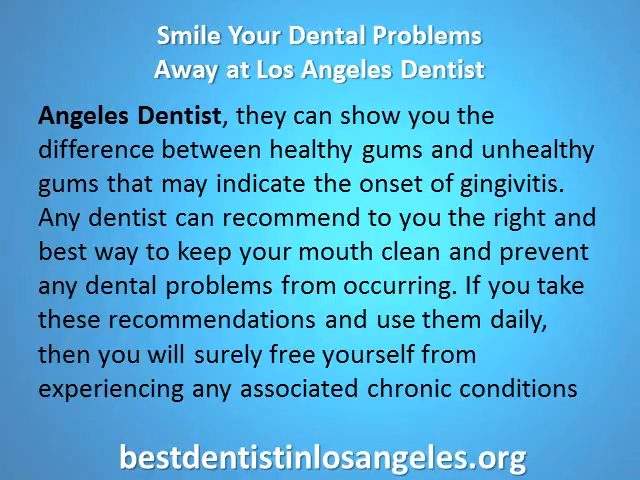 Smile Your Dental Problems
Away at Los Angeles Dentist
Angeles Dentist, they can show you the
difference between healthy gums and unhealthy
gums that may indicate the onset of gingivitis.
Any dentist can recommend to you the right and
best way to keep your mouth clean and prevent
any dental problems from occurring. If you take
these recommendations and use them daily,
then you will surely free yourself from
experiencing any associated chronic conditions
bestdentistinlosangeles.org